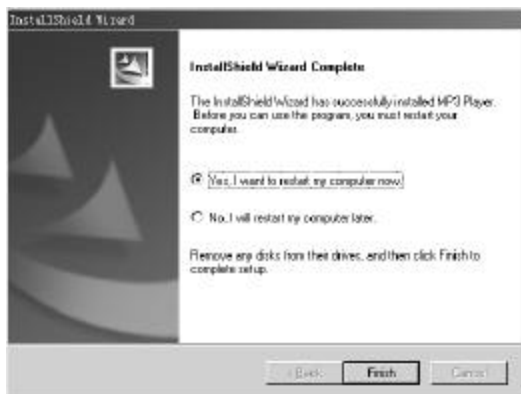 InstallShield Wizard
InstallShield Wizard Complete
The InstallShield Wizard has successfully installed MP3 Player.
Before you can use the program, you must restart your
computer.
Yes, I want to restart my computer now.
No, I will restart my computer later.
Remove any disks from their drives, and then click Finish to
complete setup.
< Back
Finish
Cancel